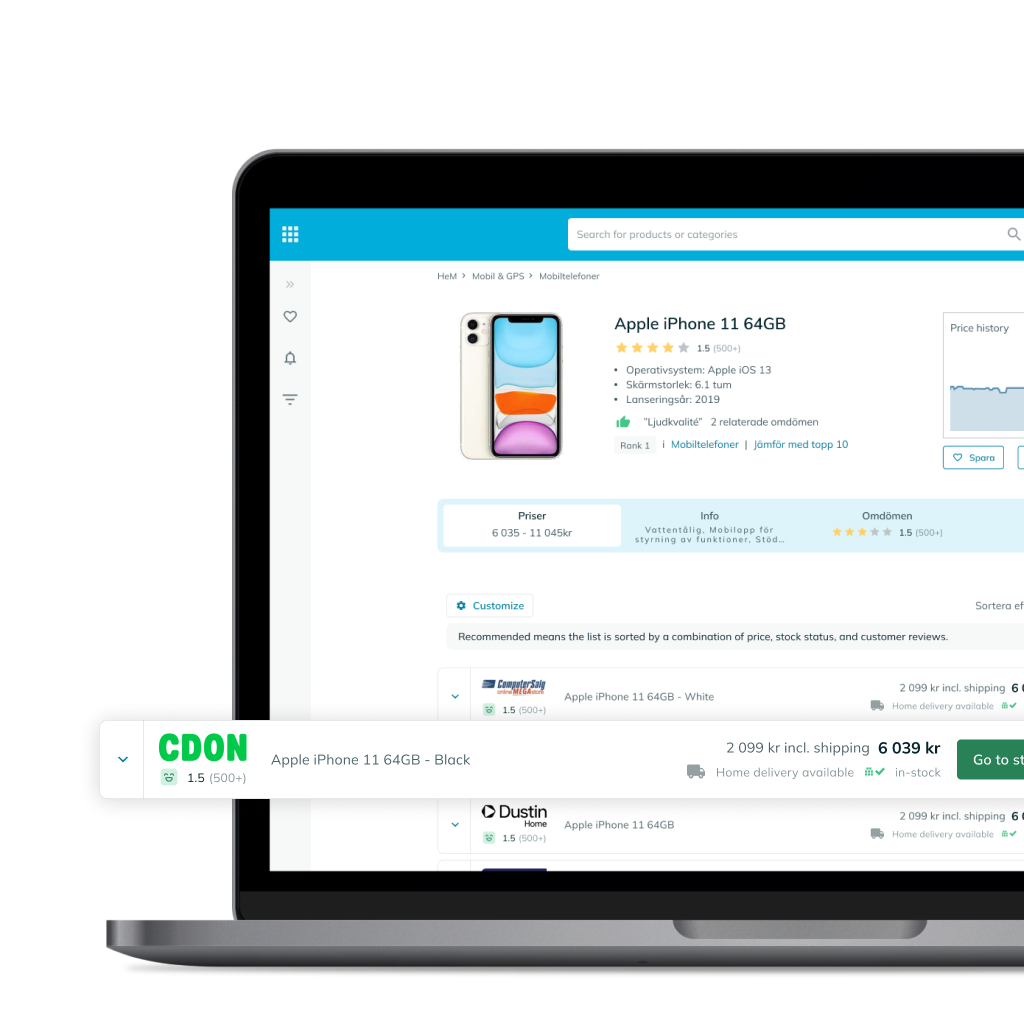 Search for products or categories
HeM > Mobil & GPS > Mobiltelefoner
Apple iPhone 11 64GB
1.5 (500+)
• Operativsystem: Apple iOS 13
• Skärmstorlek: 6.1 tum
• Lanseringsår: 2019
"Ljudkvalité" 2 relaterade omdömen
Rank 1 i Mobiltelefoner | Jämför med topp 10
Price history
Spara
Priser
6 035 - 11 045kr
Info
Vattentålig, Mobilapp för
styrning av funktioner, Stöd...
Omdömen
1.5 (500+)
Customize
Sortera ef
Recommended means the list is sorted by a combination of price, stock status, and customer reviews.
ComputerSalg
online MEGAstore
1.5 (500+)
Apple iPhone 11 64GB - White
2 099 kr incl. shipping 6 0
Home delivery available
CDON
1.5 (500+)
Apple iPhone 11 64GB - Black
2 099 kr incl. shipping 6 039 kr
Home delivery available in-stock
Go to st
Dustin
Home
1.5 (500+)
Apple iPhone 11 64GB
2 099 kr incl. shipping 6 0
Home delivery available